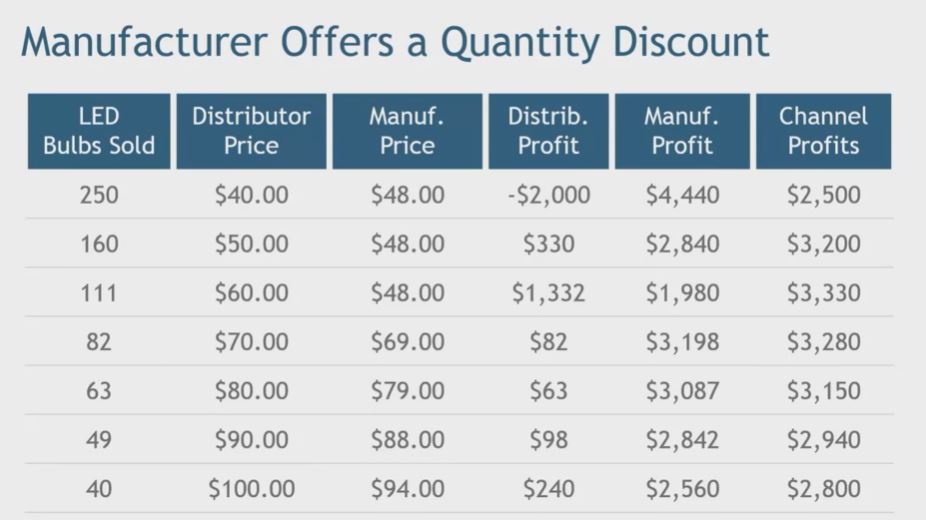 Manufacturer Offers a Quantity Discount
LED Bulbs Sold | Distributor Price | Manuf. Price | Distrib. Profit | Manuf. Profit | Channel Profits
250 | $40.00 | $48.00 | -$2,000 | $4,440 | $2,500
160 | $50.00 | $48.00 | $330 | $2,840 | $3,200
111 | $60.00 | $48.00 | $1,332 | $1,980 | $3,330
82 | $70.00 | $69.00 | $82 | $3,198 | $3,280
63 | $80.00 | $79.00 | $63 | $3,087 | $3,150
49 | $90.00 | $88.00 | $98 | $2,842 | $2,940
40 | $100.00 | $94.00 | $240 | $2,560 | $2,800